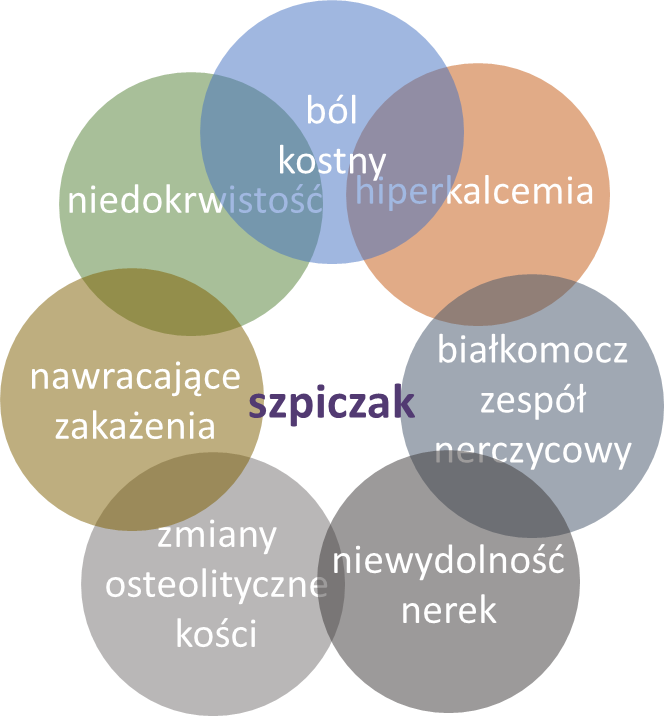 ból
kostny
hiperkalcemia
białkomocz
zespół
nerczycowy
niewydolność
nerek
zmiany
osteolityczne
kości
nawracające
zakażenia
niedokrwistość
szpiczak